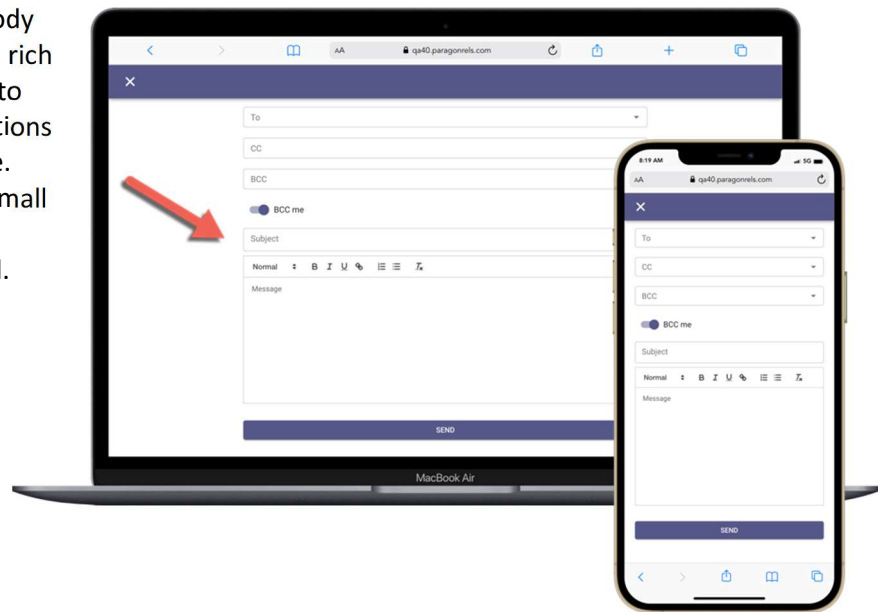 ody
rich
to
tions
e.
mall
.
AA qa40.paragonrels.com
To
CC
BCC
BCC me
Subject
Normal B I U
Message
SEND
MacBook Air
8:19 AM 5G
AA qa40.paragonrels.com
To
CC
BCC
BCC me
Subject
Normal B I U
Message
SEND